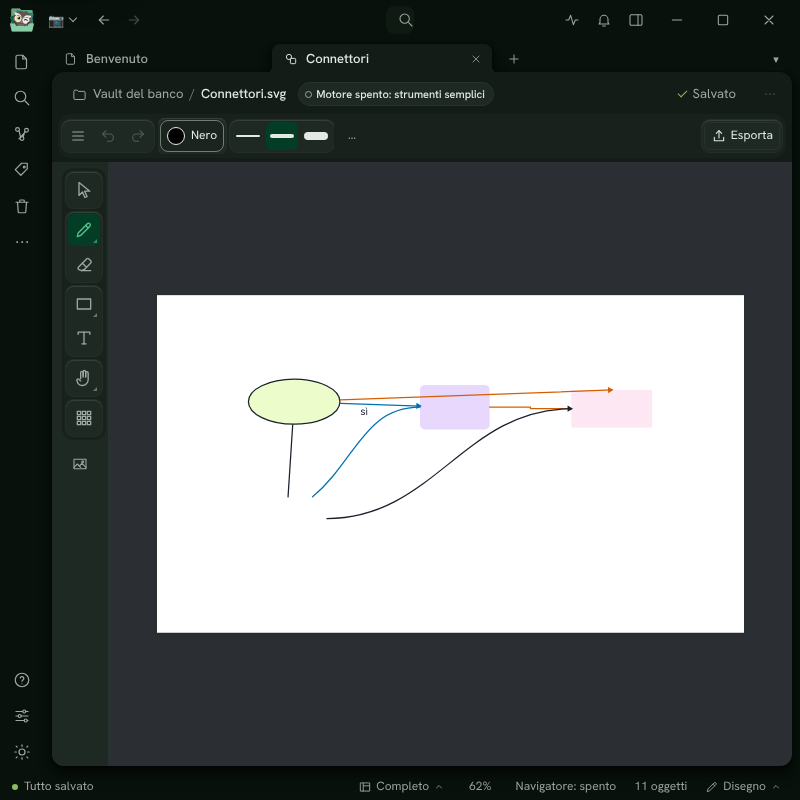 Benvenuto
Connettori
Vault del banco / Connettori.svg
Motore spento: strumenti semplici
Salvato
Nero
...
Esporta
sì
Tutto salvato
Completo
62%
Navigatore: spento
11 oggetti
Disegno